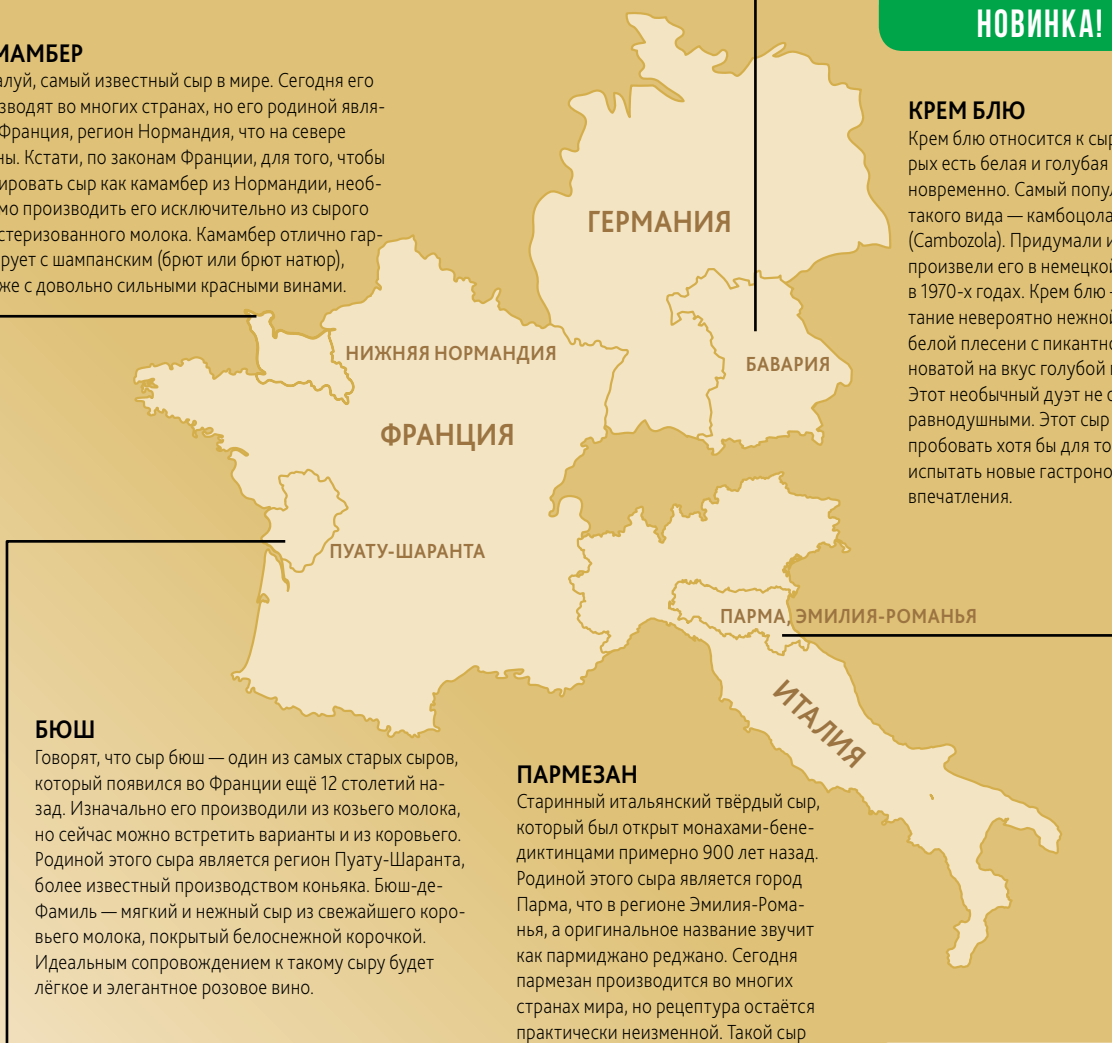 НОВИНКА!
МАМБЕР
алуй, самый известный сыр в мире. Сегодня его
зводят во многих странах, но его родиной явля-
Франция, регион Нормандия, что на севере
ны. Кстати, по законам Франции, для того, чтобы
ировать сыр как камамбер из Нормандии, необ-
мо производить его исключительно из сырого
стеризованного молока. Камамбер отлично гар-
рует с шампанским (брют или брют натюр),
же с довольно сильными красными винами.
КРЕМ БЛЮ
Крем блю относится к сыр
рых есть белая и голубая
новременно. Самый попул
такого вида — камбоцола
(Cambozola). Придумали и
произвели его в немецкой
в 1970-х годах. Крем блю -
тание невероятно нежной
белой плесени с пикантно
новатой на вкус голубой
Этот необычный дуэт не о
равнодушными. Этот сыр
пробовать хотя бы для то
испытать новые гастроно
впечатления.
ГЕРМАНИЯ
НИЖНЯЯ НОРМАНДИЯ
БАВАРИЯ
ФРАНЦИЯ
ПУАТУ-ШАРАНТА
ПАРМА, ЭМИЛИЯ-РОМАНЬЯ
ИТАЛИЯ
БЮШ
Говорят, что сыр бюш — один из самых старых сыров,
который появился во Франции ещё 12 столетий на-
зад. Изначально его производили из козьего молока,
но сейчас можно встретить варианты и из коровьего.
Родиной этого сыра является регион Пуату-Шаранта,
более известный производством коньяка. Бюш-де-
Фамиль — мягкий и нежный сыр из свежайшего коро-
вьего молока, покрытый белоснежной корочкой.
Идеальным сопровождением к такому сыру будет
лёгкое и элегантное розовое вино.
ПАРМЕЗАН
Старинный итальянский твёрдый сыр,
который был открыт монахами-бене-
диктинцами примерно 900 лет назад.
Родиной этого сыра является город
Парма, что в регионе Эмилия-Рома-
нья, а оригинальное название звучит
как пармиджано реджано. Сегодня
пармезан производится во многих
странах мира, но рецептура остаётся
практически неизменной. Такой сыр